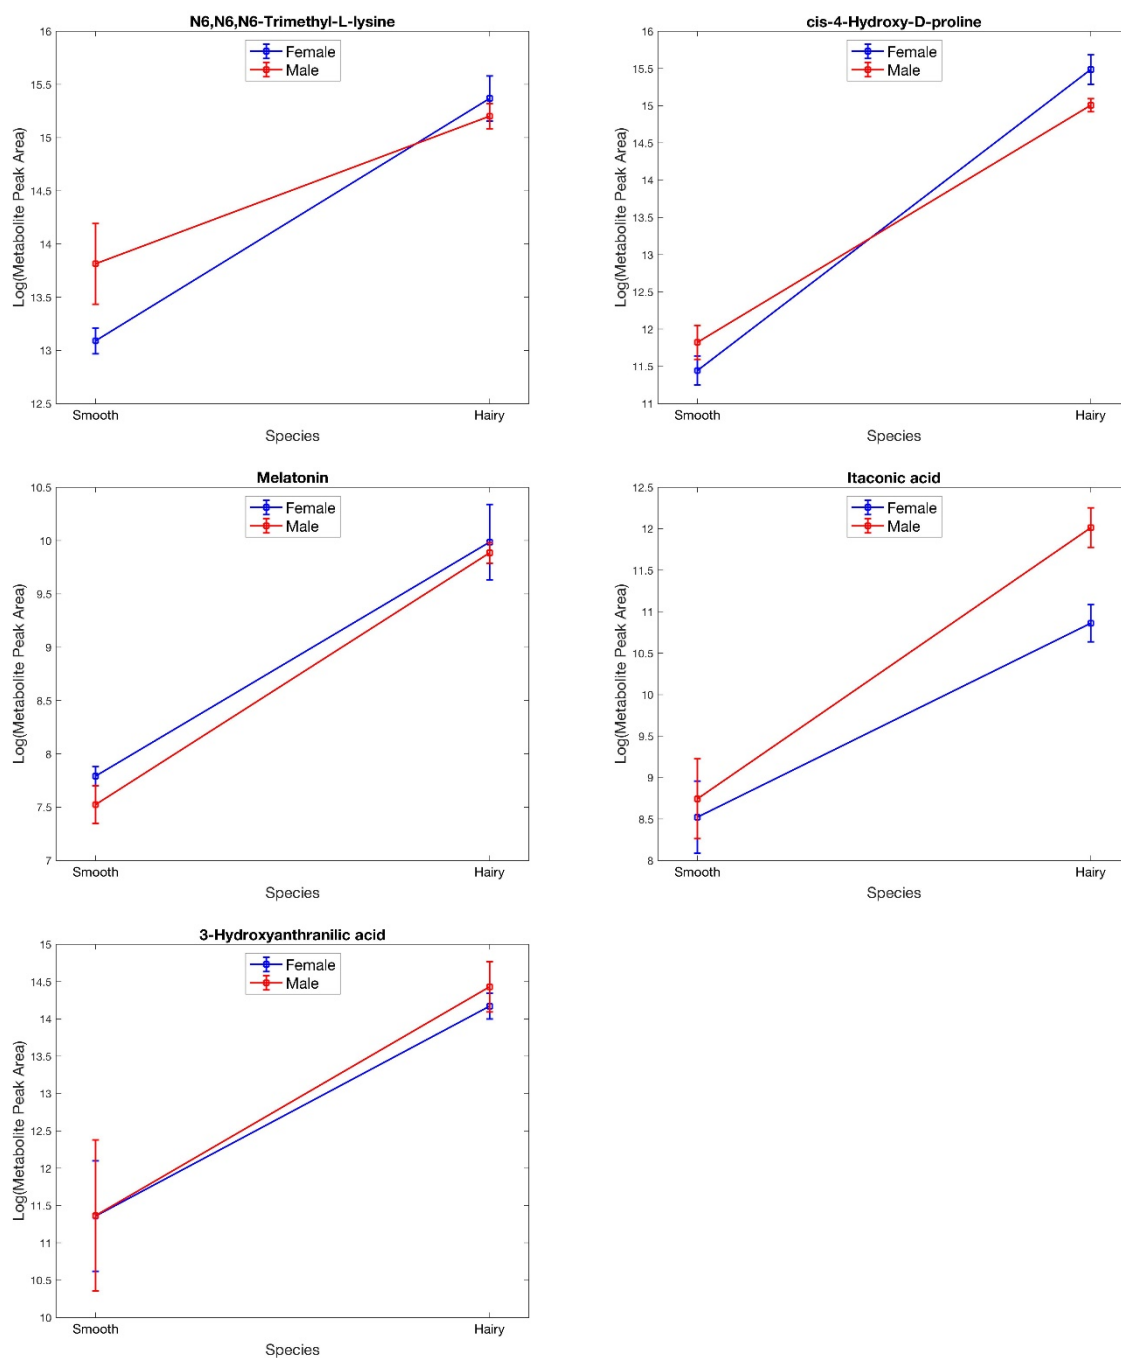 N6,N6,N6-Trimethyl-L-lysine
Female
Male
Log(Metabolite Peak Area)
16
15.5
15
14.5
14
13.5
13
12.5
Smooth
Hairy
Species
cis-4-Hydroxy-D-proline
Female
Male
Log(Metabolite Peak Area)
16
15.5
15
14.5
14
13.5
13
12.5
12
11.5
11
Smooth
Hairy
Species
Melatonin
Female
Male
Log(Metabolite Peak Area)
10.5
10
9.5
9
8.5
8
7.5
7
Smooth
Hairy
Species
Itaconic acid
Female
Male
Log(Metabolite Peak Area)
12.5
12
11.5
11
10.5
10
9.5
9
8.5
8
Smooth
Hairy
Species
3-Hydroxyanthranilic acid
Female
Male
Log(Metabolite Peak Area)
15
14.5
14
13.5
13
12.5
12
11.5
11
10.5
10
Smooth
Hairy
Species